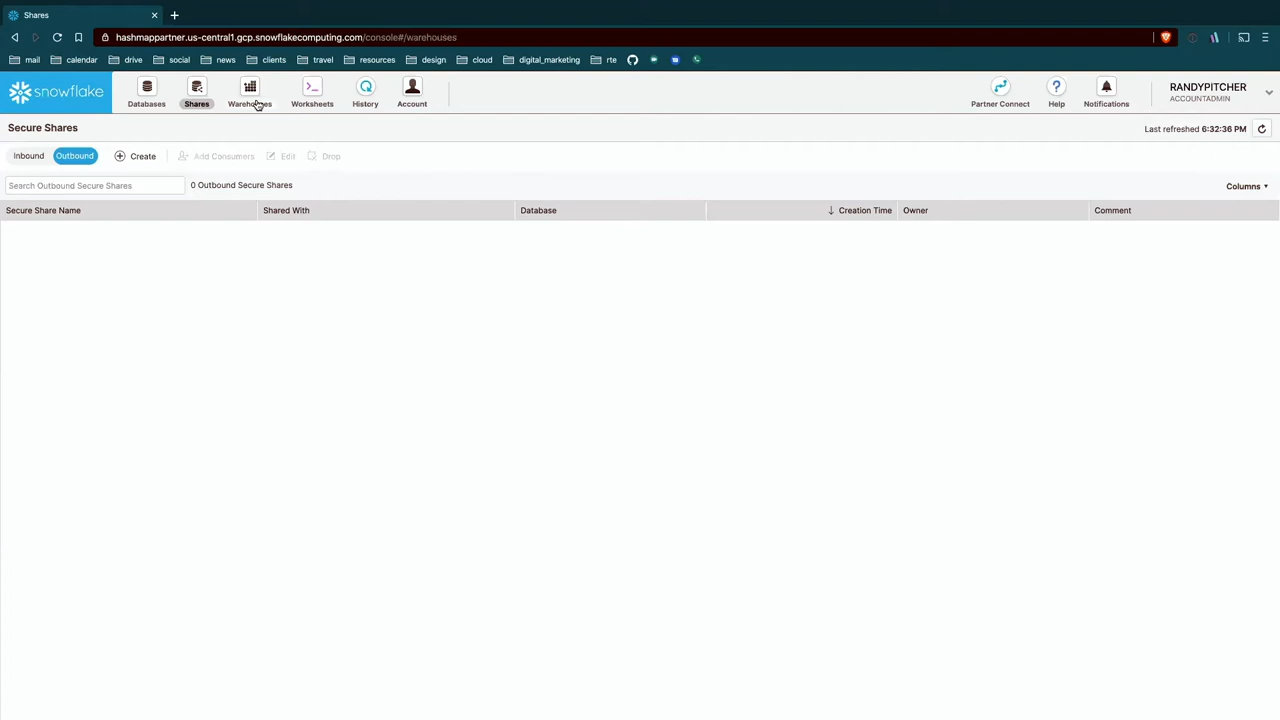 Shares
hashmappartner.us-central1.gcp.snowflakecomputing.com/console#/warehouses
mail calendar drive social news clients travel resources design cloud digital_marketing rte
snowflake Databases Shares Warehouses Worksheets History Account Partner Connect Help Notifications RANDYPITCHER
ACCOUNTADMIN
Secure Shares Last refreshed 6:32:36 PM
Inbound Outbound Create Add Consumers Edit Drop
Search Outbound Secure Shares 0 Outbound Secure Shares Columns
Secure Share Name Shared With Database Creation Time Owner Comment